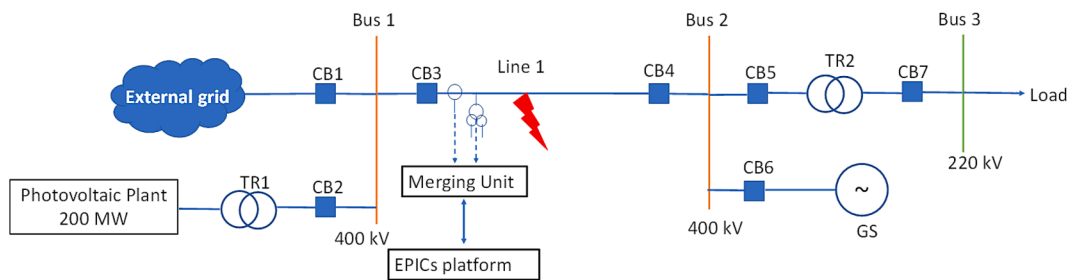 Bus 1
Bus 2
Bus 3
CB1
CB3
Line 1
CB4
CB5
TR2
CB7
External grid
Load
Photovoltaic Plant
200 MW
TR1
CB2
400 kV
Merging Unit
EPICs platform
CB6
~
GS
400 kV
220 kV